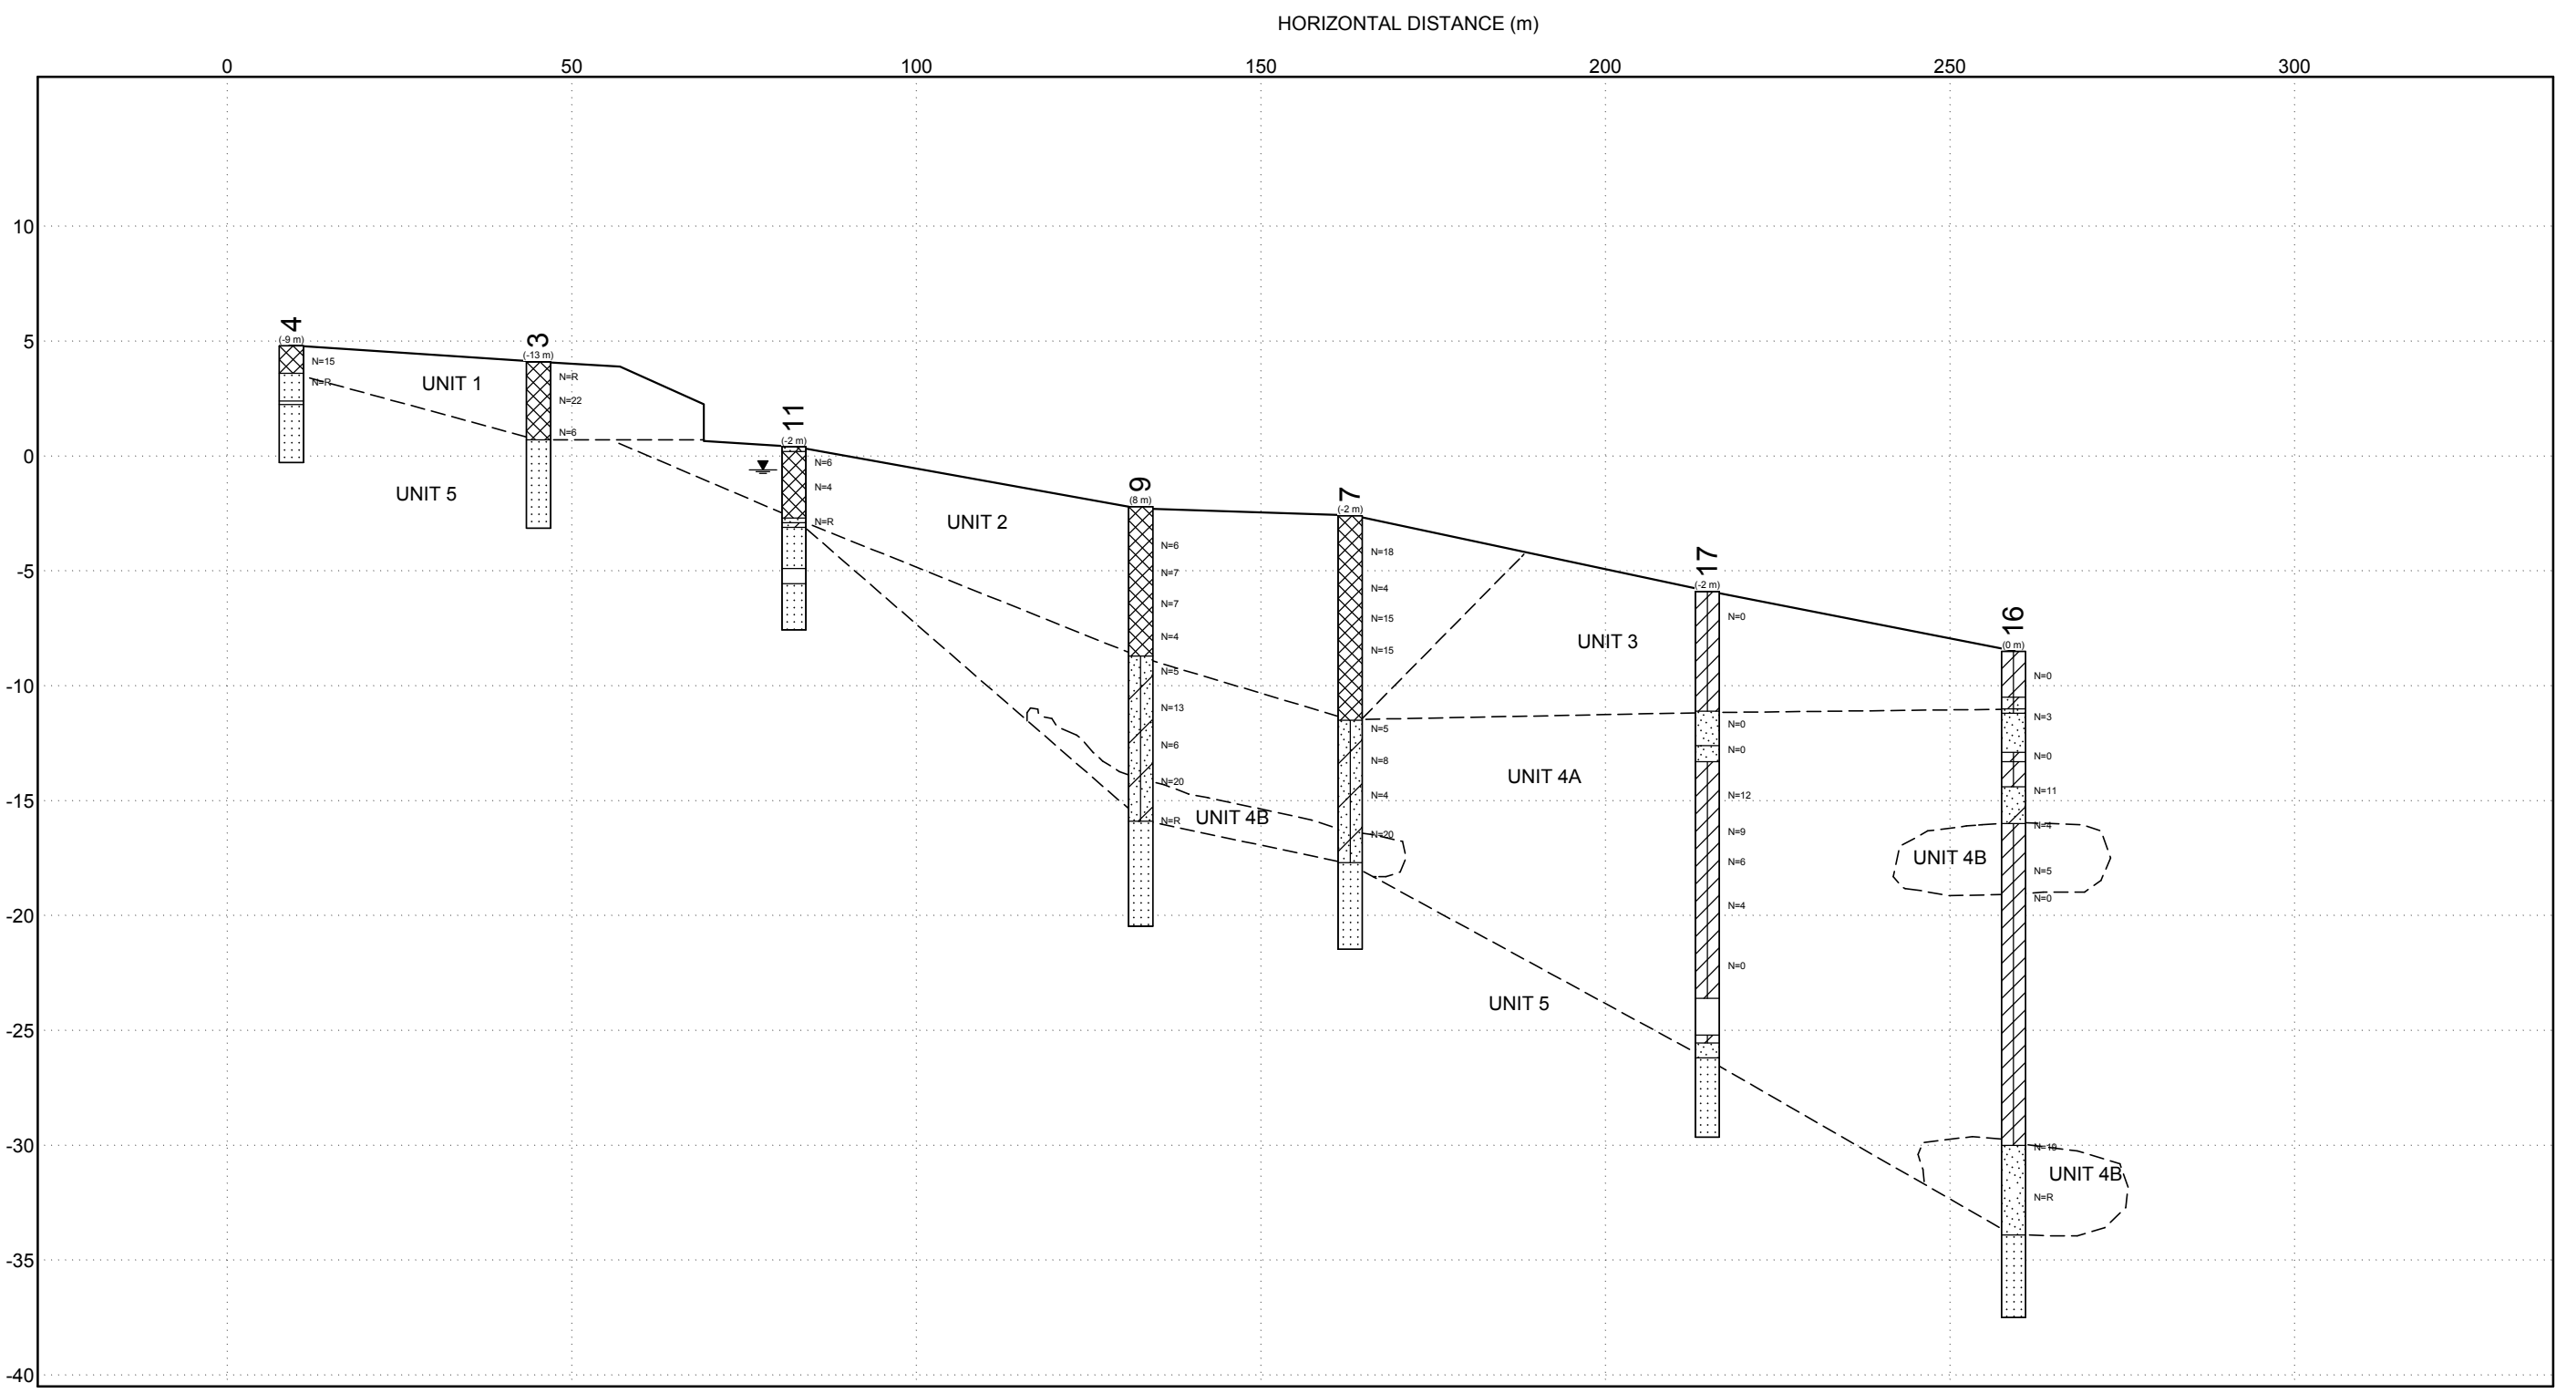 HORIZONTAL DISTANCE (m)
0 50 100 150 200 250 300
10
5
0
-5
-10
-15
-20
-25
-30
-35
-40
4
(-9 m)
N=15
N=R
3
(-13 m)
N=R
N=22
N=6
UNIT 1
UNIT 5
11
(-2 m)
N=6
N=4
N=R
UNIT 2
9
(8 m)
N=6
N=7
N=7
N=4
N=5
N=13
N=6
N=20
N=R
UNIT 4B
7
(-2 m)
N=18
N=4
N=15
N=15
N=5
N=8
N=4
N=20
UNIT 3
UNIT 4A
UNIT 5
17
(-2 m)
N=0
N=0
N=0
N=12
N=9
N=6
N=4
N=0
16
(0 m)
N=0
N=3
N=0
N=11
N=4
N=5
N=0
N=19
N=R
UNIT 4B
UNIT 4B